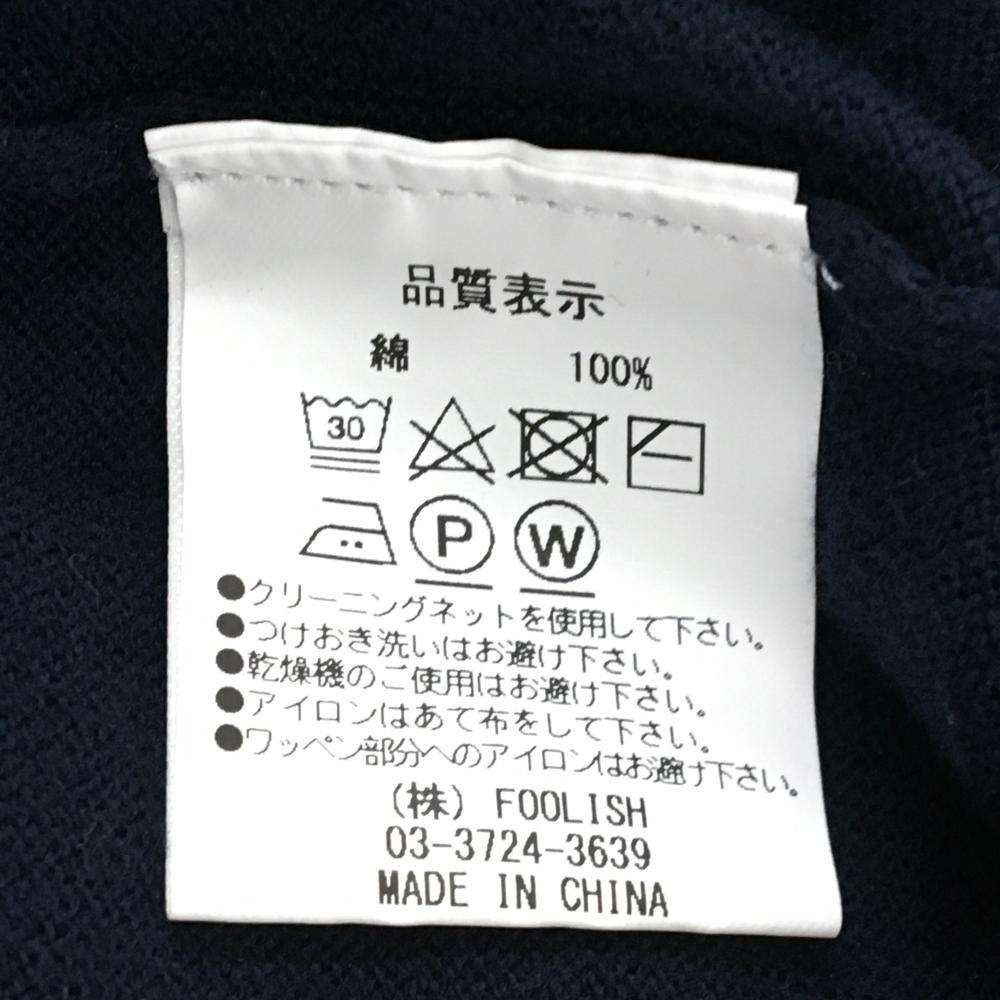 品質表示
綿 100%
30
P W
●クリーニングネットを使用して下さい。
●つけおき洗いはお避け下さい。
●乾燥機のご使用はお避け下さい。
●アイロンはあて布をして下さい。
●ワッペン部分へのアイロンはお避け下さい。
(株) FOOLISH
03-3724-3639
MADE IN CHINA